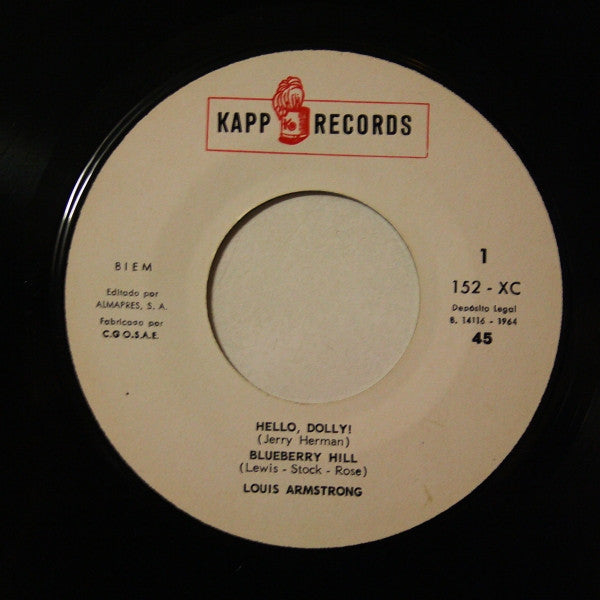 KAPP RECORDS
BIEM
Editado por
ALMAPRES, S. A.
Fabricado por
C.G O.S.A.E.
1
152 - XC
Depósito Legal
B. 14116 - 1964
45
HELLO, DOLLY!
(Jerry Herman)
BLUEBERRY HILL
(Lewis - Stock - Rose)
LOUIS ARMSTRONG